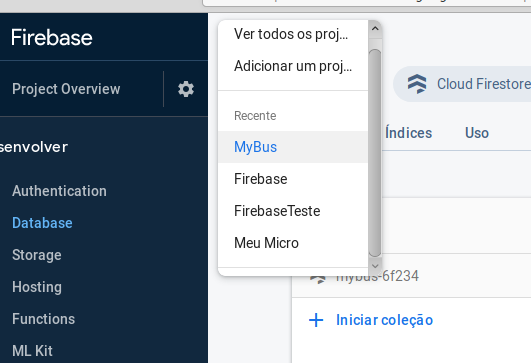 Firebase
Project Overview
senvolver
Authentication
Database
Storage
Hosting
Functions
ML Kit
Ver todos os proj...
Adicionar um proj...
Recente
MyBus
Firebase
FirebaseTeste
Meu Micro
Cloud Firestore
Índices
Uso
mybus-6f234
Iniciar coleção